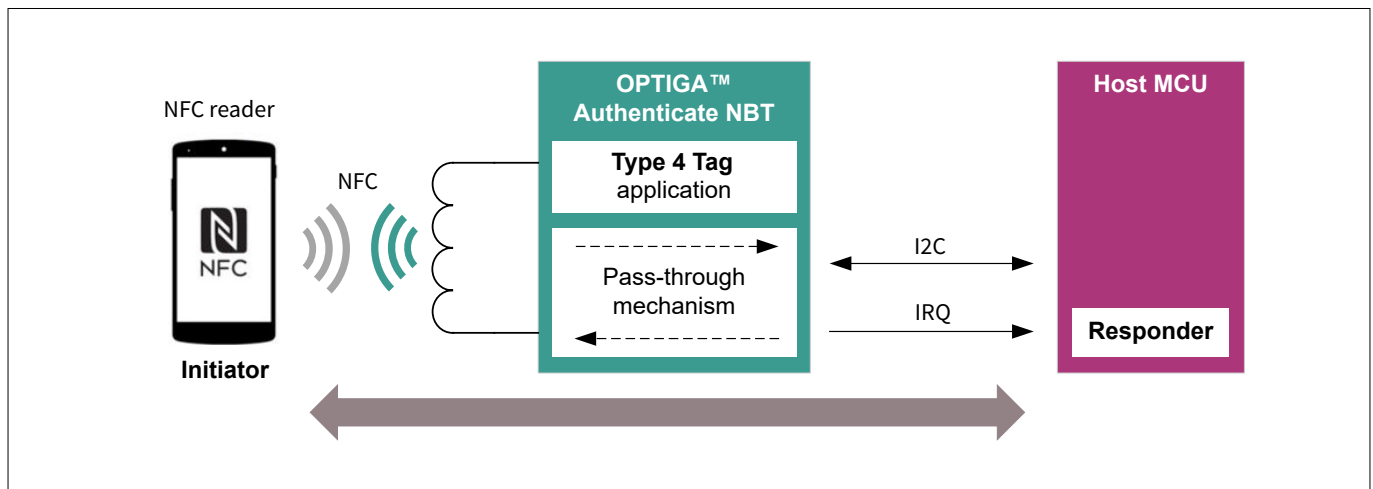 NFC reader
NFC
Initiator
NFC
OPTIGA™
Authenticate NBT
Type 4 Tag
application
Pass-through
mechanism
I2C
IRQ
Host MCU
Responder